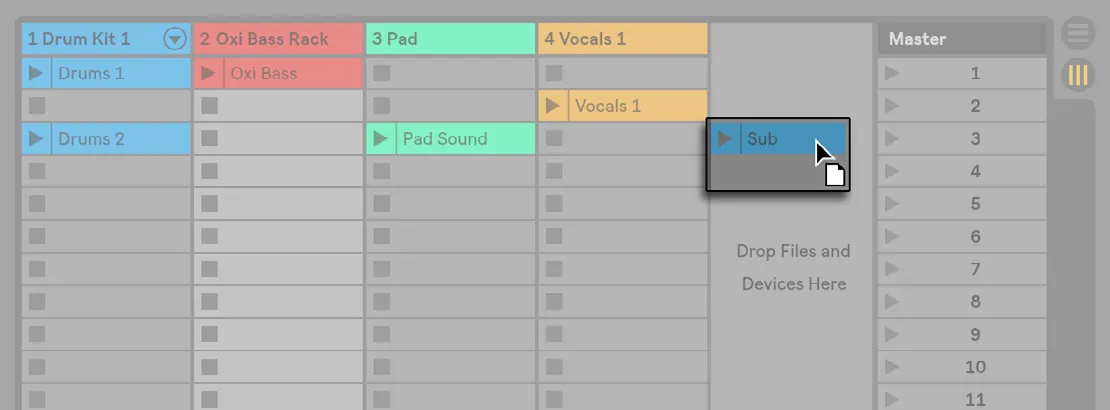 1 Drum Kit 1
2 Oxi Bass Rack
3 Pad
4 Vocals 1
Master
Drums 1
Oxi Bass
1
Vocals 1
2
Drums 2
Pad Sound
Sub
3
4
5
6
Drop Files and
Devices Here
7
8
9
10
11